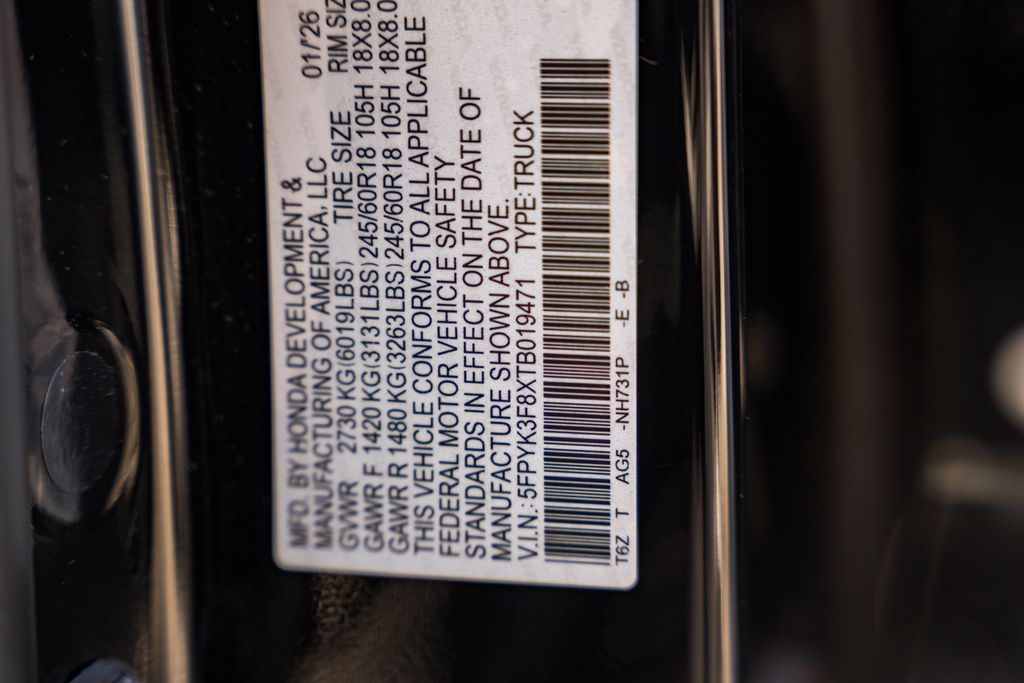 MFD. BY HONDA DEVELOPMENT &
MANUFACTURING OF AMERICA, LLC 01/'26
GVWR 2730 KG(6019LBS) TIRE SIZE RIM SIZ
GAWR F 1420 KG(3131LBS) 245/60R18 105H 18X8.0
GAWR R 1480 KG(3263LBS) 245/60R18 105H 18X8.0
THIS VEHICLE CONFORMS TO ALL APPLICABLE
FEDERAL MOTOR VEHICLE SAFETY
STANDARDS IN EFFECT ON THE DATE OF
MANUFACTURE SHOWN ABOVE.
V.I.N.:5FPYK3F8XTB019471 TYPE:TRUCK
T6Z T AG5 -NH731P -E -B